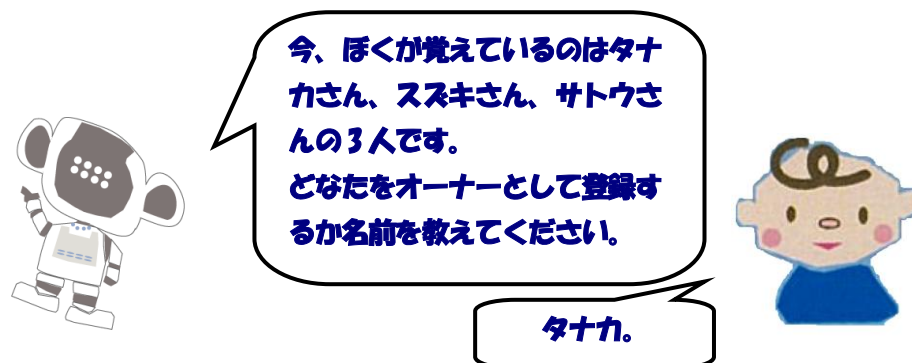 今、ぼくが覚えているのはタナ
カさん、スズキさん、サトウさ
んの３人です。
どなたをオーナーとして登録す
るか名前を教えてください。
タナカ。